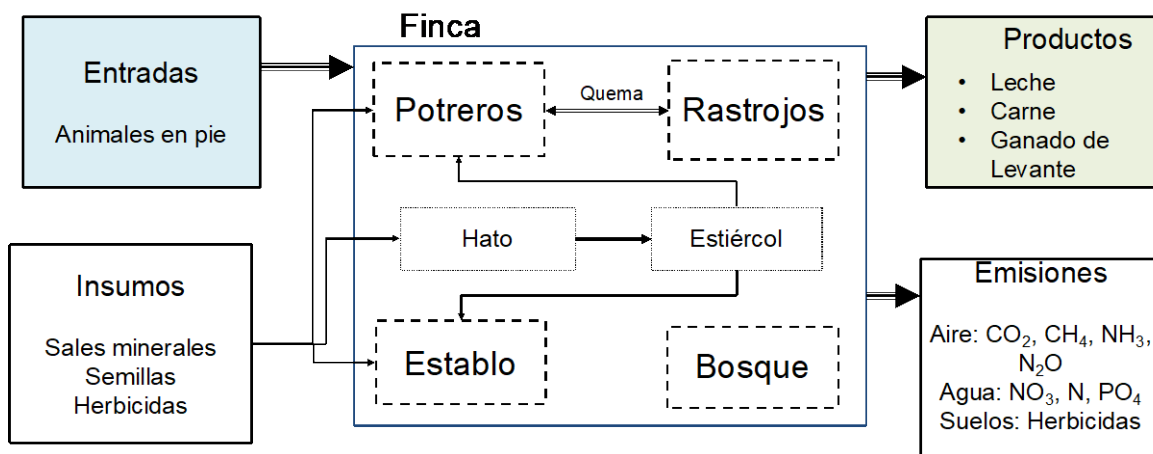 Finca
Entradas
Animales en pie
Insumos
Sales minerales
Semillas
Herbicidas
Potreros
Quema
Rastrojos
Hato
Estiércol
Establo
Bosque
Productos
• Leche
• Carne
• Ganado de
Levante
Emisiones
Aire: CO₂, CH₄, NH₃,
N₂O
Agua: NO₃, N, PO₄
Suelos: Herbicidas